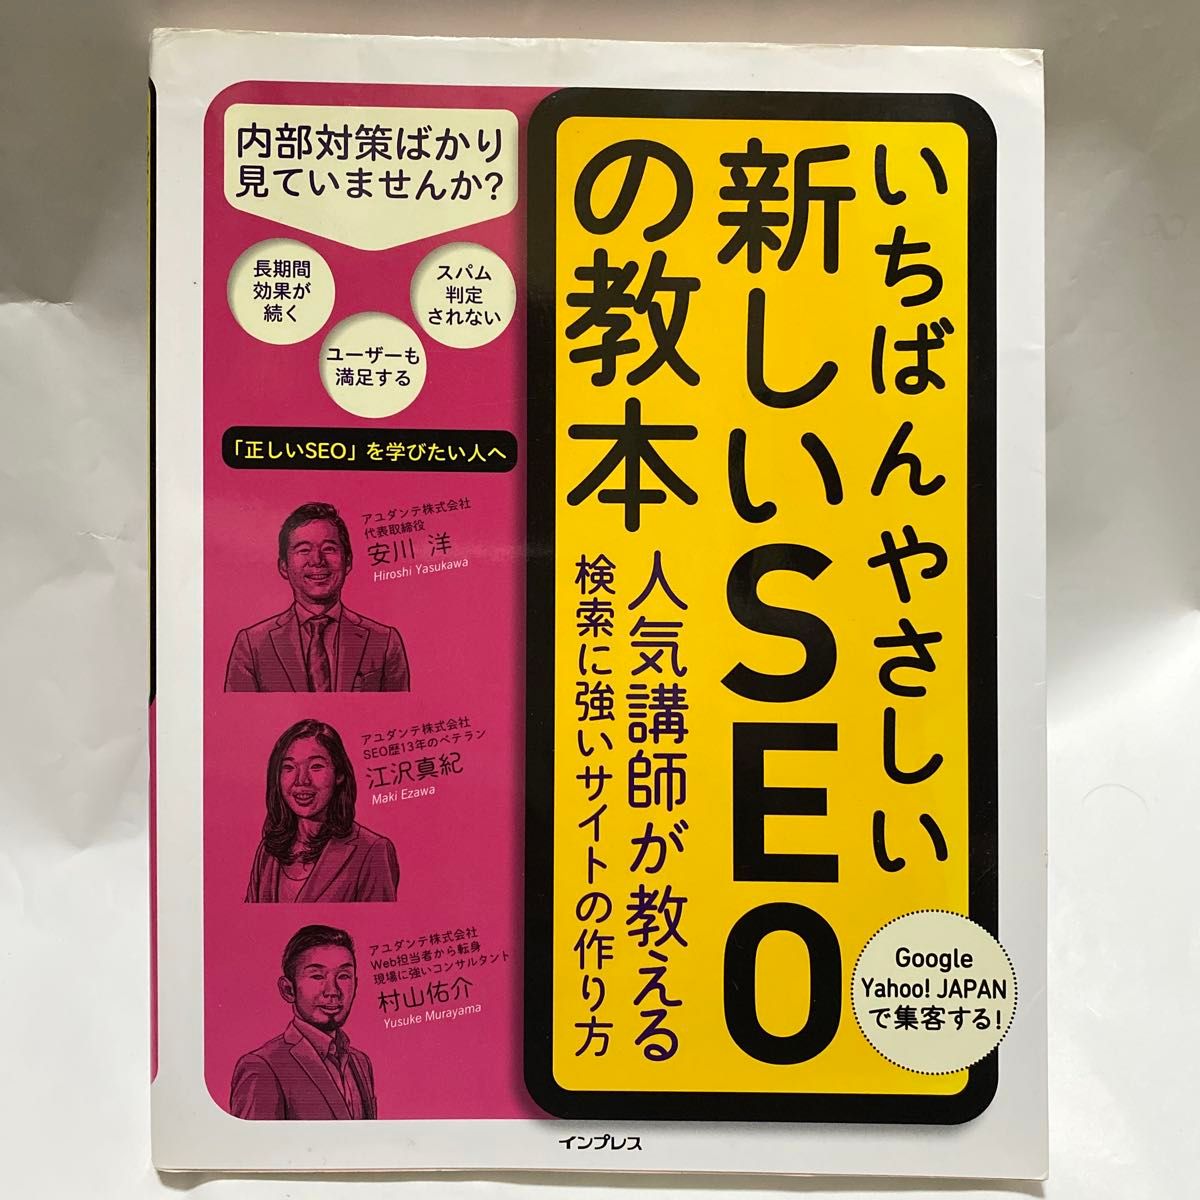 いちばんやさしい
新しいSEO
の教本
人気講師が教える
検索に強いサイトの作り方
内部対策ばかり
見ていませんか?
長期間
効果が
続く
スパム
判定
されない
ユーザーも
満足する
「正しいSEO」を学びたい人へ
アユダンテ株式会社
代表取締役
安川 洋
Hiroshi Yasukawa
アユダンテ株式会社
SEO歴13年のベテラン
江沢真紀
Maki Ezawa
アユダンテ株式会社
Web担当者から転身
現場に強いコンサルタント
村山佑介
Yusuke Murayama
Google
Yahoo! JAPAN
で集客する!
インプレス